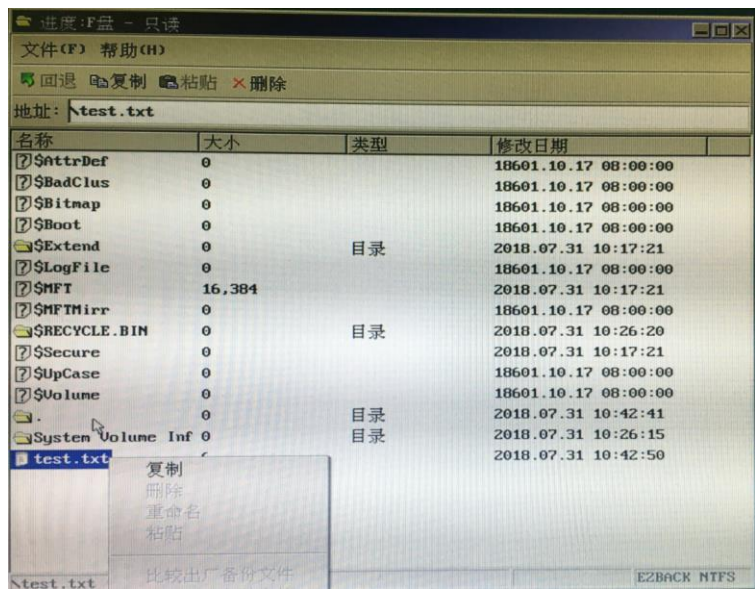 进度:F盘 - 只读
文件(F) 帮助(H)
回退 复制 粘贴 删除
地址: \test.txt
名称 大小 类型 修改日期
$AttrDef 0 18601.10.17 08:00:00
$BadClus 0 18601.10.17 08:00:00
$Bitmap 0 18601.10.17 08:00:00
$Boot 0 18601.10.17 08:00:00
$Extend 0 目录 2018.07.31 10:17:21
$LogFile 0 18601.10.17 08:00:00
$MFT 16,384 2018.07.31 10:17:21
$MFTMirr 0 18601.10.17 08:00:00
$RECYCLE.BIN 0 目录 2018.07.31 10:26:20
$Secure 0 2018.07.31 10:17:21
$UpCase 0 18601.10.17 08:00:00
$Volume 0 18601.10.17 08:00:00
. 0 目录 2018.07.31 10:42:41
System Volume Inf 0 目录 2018.07.31 10:26:15
test.txt 2018.07.31 10:42:50
复制
删除
重命名
粘贴
比较出厂备份文件
\test.txt EZBACK NTFS